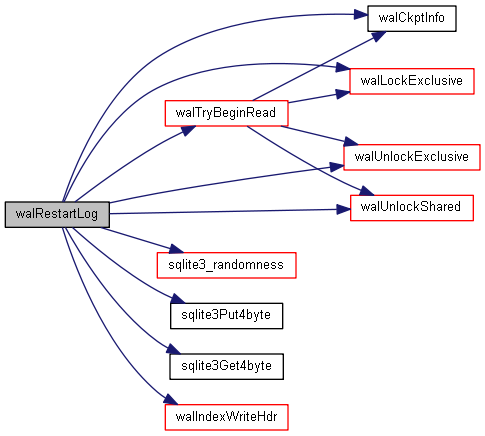 walCkptInfo
walLockExclusive
walTryBeginRead
walUnlockExclusive
walRestartLog
walUnlockShared
sqlite3_randomness
sqlite3Put4byte
sqlite3Get4byte
walIndexWriteHdr